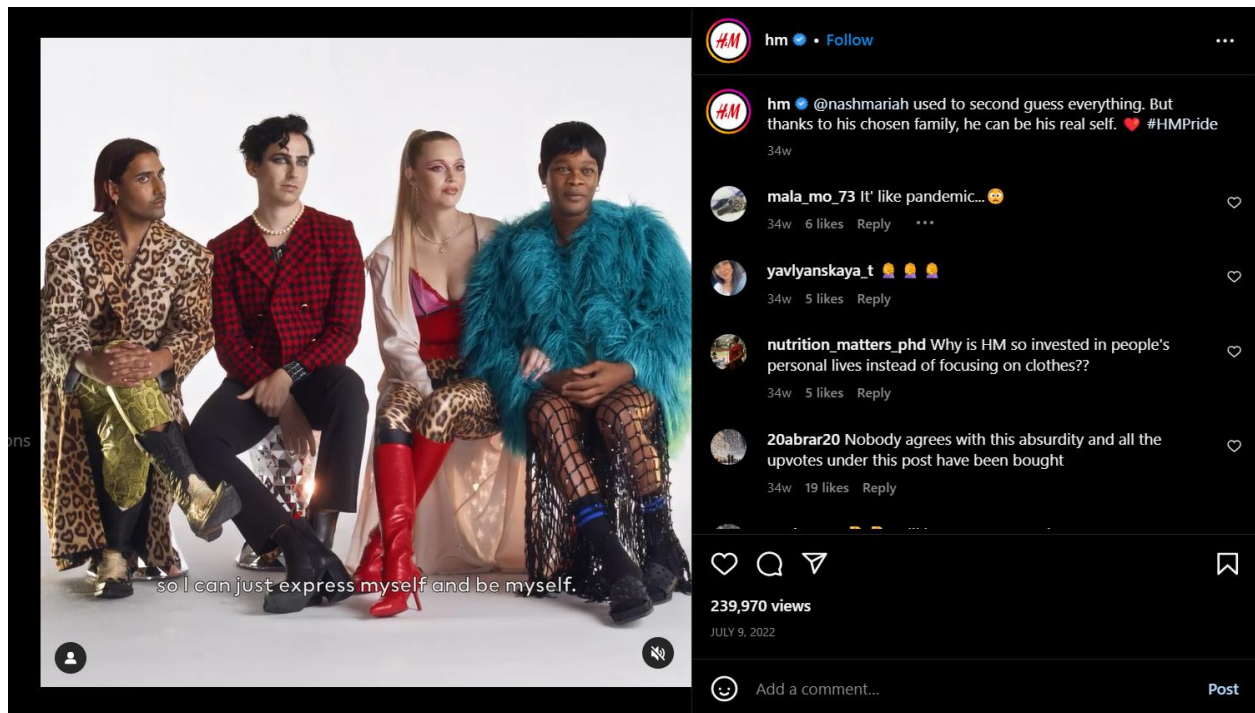 H&M hm • Follow
H&M hm @nashmariah used to second guess everything. But
thanks to his chosen family, he can be his real self. ❤️ #HMPride
34w
mala_mo_73 It' like pandemic...😳
34w 6 likes Reply
yavlyanskaya_t 🤦‍♀️ 🤦‍♀️ 🤦‍♀️
34w 5 likes Reply
nutrition_matters_phd Why is HM so invested in people's
personal lives instead of focusing on clothes??
34w 5 likes Reply
20abrar20 Nobody agrees with this absurdity and all the
upvotes under this post have been bought
34w 19 likes Reply
ons
so I can just express myself and be myself.
239,970 views
JULY 9, 2022
Add a comment...
Post